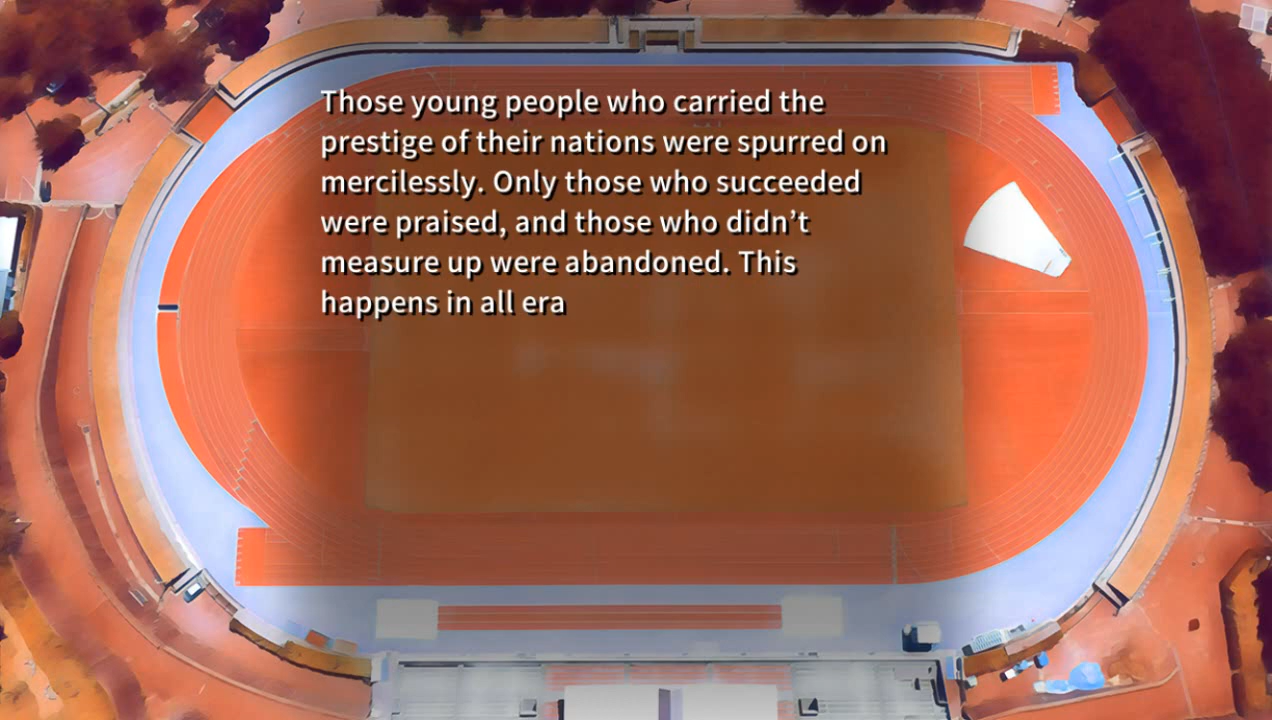 Those young people who carried the
prestige of their nations were spurred on
mercilessly. Only those who succeeded
were praised, and those who didn’t
measure up were abandoned. This
happens in all era